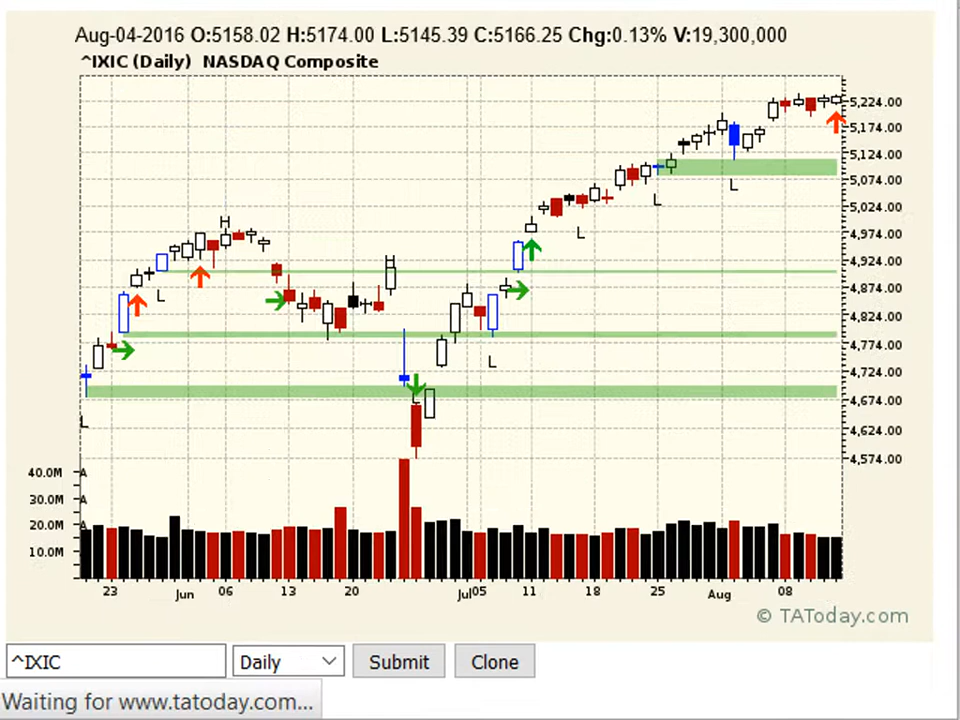 Aug-04-2016 O:5158.02 H:5174.00 L:5145.39 C:5166.25 Chg:0.13% V:19,300,000
^IXIC (Daily) NASDAQ Composite
5,224.00
5,174.00
5,124.00
5,074.00
5,024.00
4,974.00
4,924.00
4,874.00
4,824.00
4,774.00
4,724.00
4,674.00
4,624.00
4,574.00
H
H
L
L
L
L
L
L
L
40.0M A
30.0M A
20.0M A
10.0M
23 Jun 06 13 20 Jul05 11 18 25 Aug 08
© TAToday.com
^IXIC Daily Submit Clone
Waiting for www.tatoday.com...